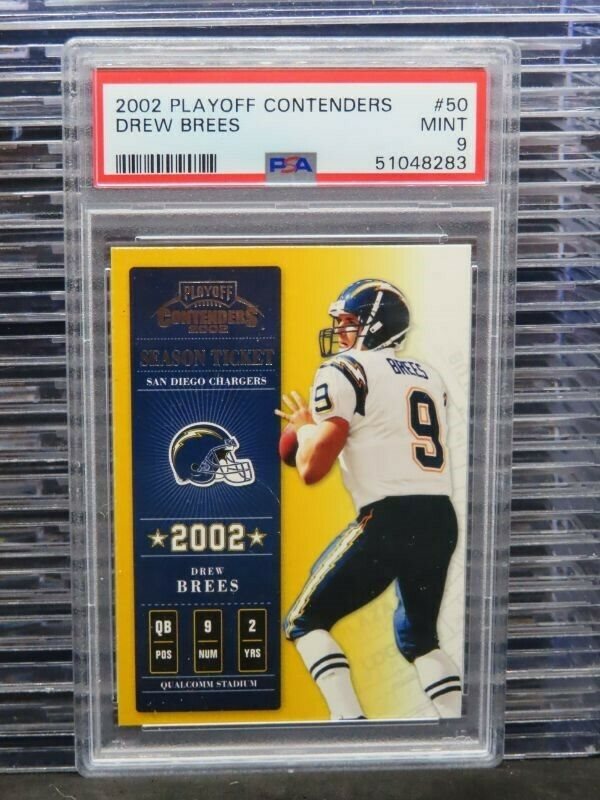 2002 PLAYOFF CONTENDERS #50
DREW BREES MINT
9
PSA 51048283
PLAYOFF
CONTENDERS
2002
SEASON TICKET
SAN DIEGO CHARGERS
2002
DREW
BREES
QB 9 2
POS NUM YRS
QUALCOMM STADIUM
BREES
9
9